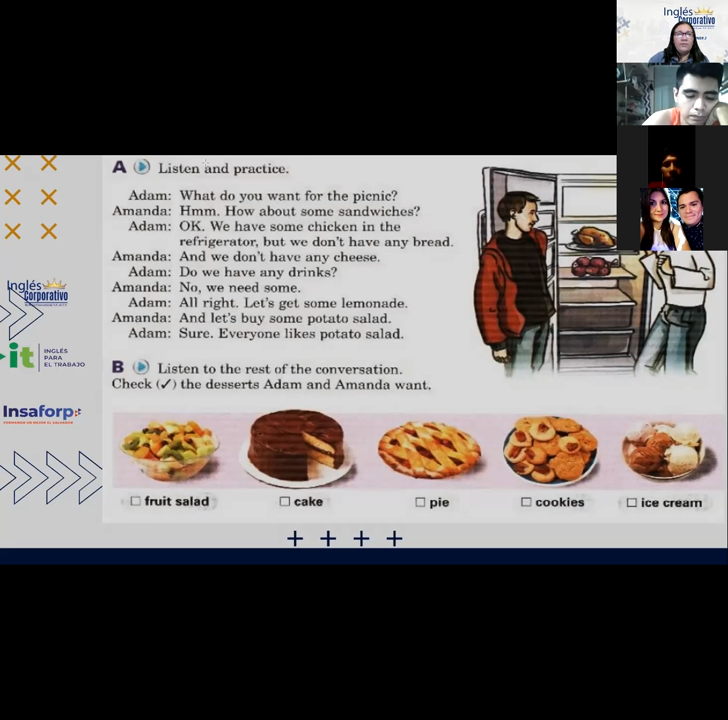 Inglés
Corporativo
A Listen and practice.
Adam: What do you want for the picnic?
Amanda: Hmm. How about some sandwiches?
Adam: OK. We have some chicken in the
refrigerator, but we don't have any bread.
Amanda: And we don't have any cheese.
Adam: Do we have any drinks?
Amanda: No, we need some.
Adam: All right. Let's get some lemonade.
Amanda: And let's buy some potato salad.
Adam: Sure. Everyone likes potato salad.
Inglés
Corporativo
it INGLÉS
PARA
EL TRABAJO
Insaforp
B Listen to the rest of the conversation.
Check (✓) the desserts Adam and Amanda want.
fruit salad
cake
pie
cookies
ice cream